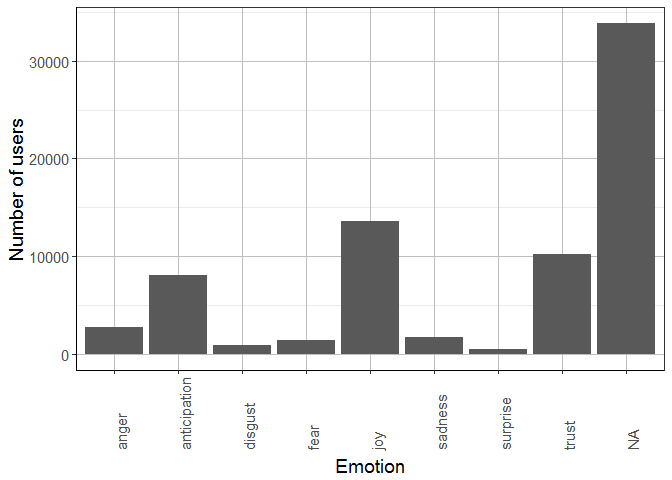 Number of users
30000
20000
10000
0
anger
anticipation
disgust
fear
joy
sadness
surprise
trust
NA
Emotion